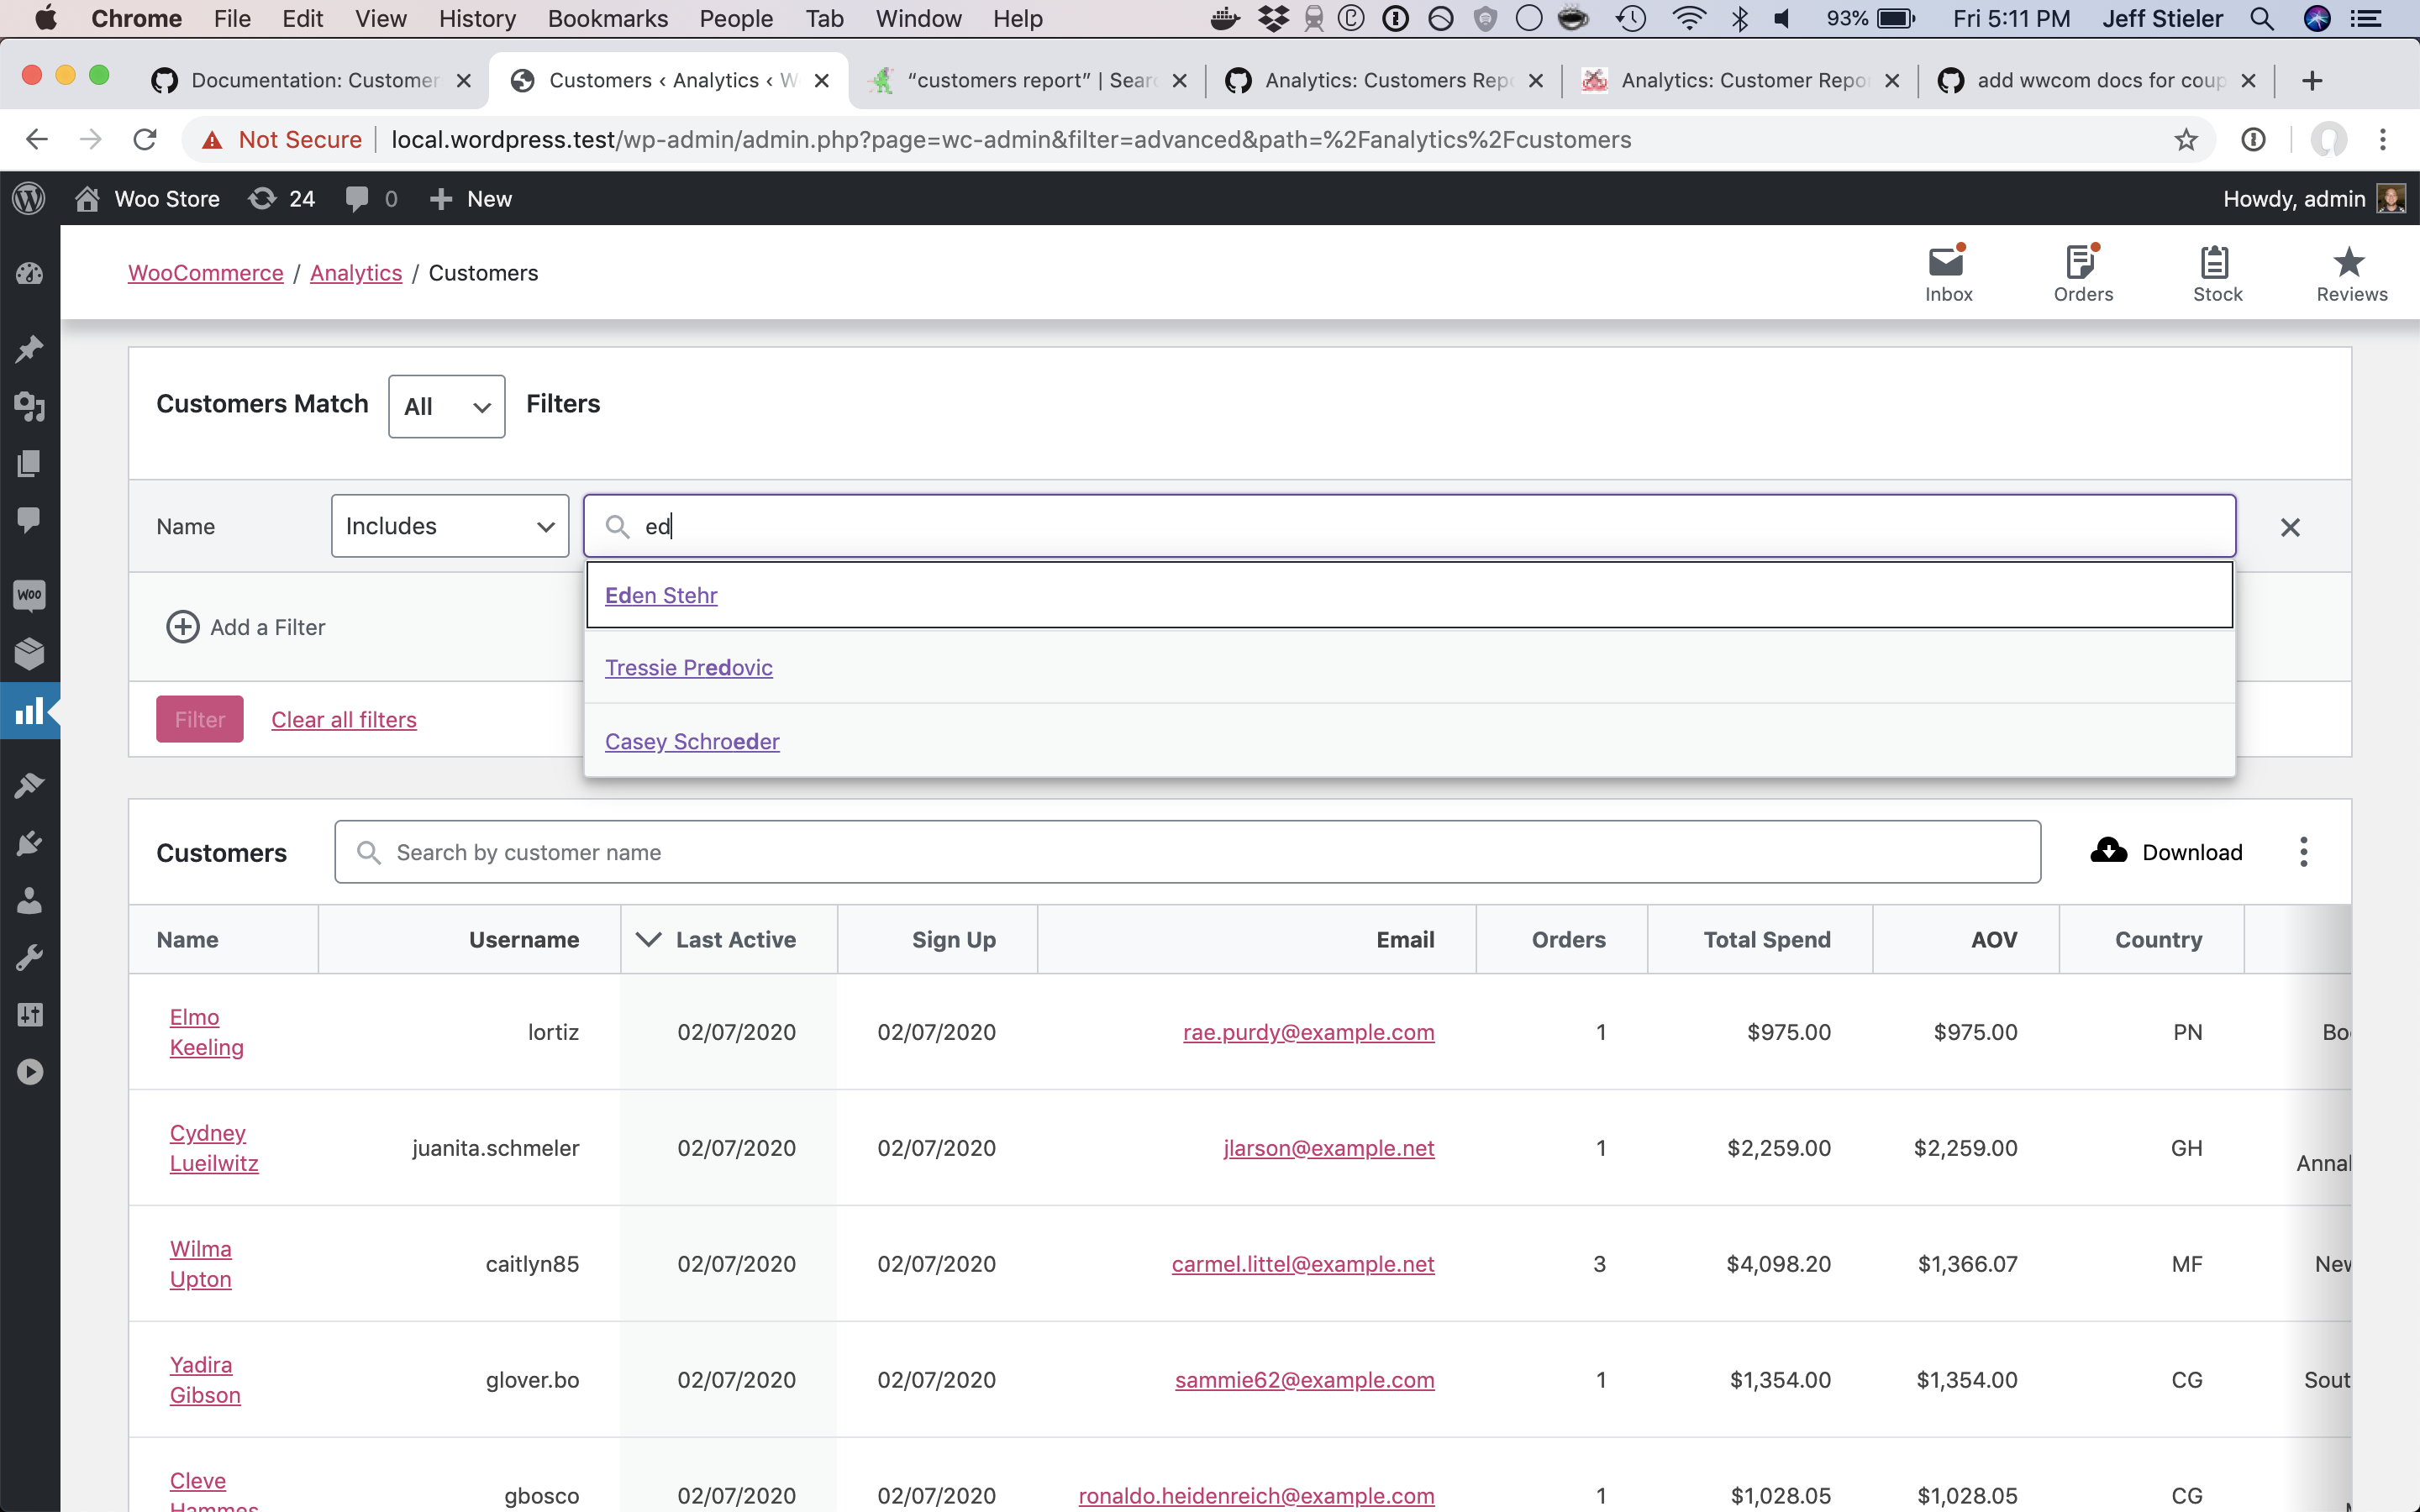 Chrome File Edit View History Bookmarks People Tab Window Help 93% Fri 5:11 PM Jeff Stieler
Documentation: Customer Customers ‹ Analytics ‹ W “customers report” | Sear Analytics: Customers Rep Analytics: Customer Repo add wwcom docs for coup
Not Secure local.wordpress.test/wp-admin/admin.php?page=wc-admin&filter=advanced&path=%2Fanalytics%2Fcustomers
Woo Store 24 0 New Howdy, admin
WooCommerce / Analytics / Customers
Inbox Orders Stock Reviews
Customers Match All Filters
Name Includes ed
Eden Stehr
Add a Filter
Tressie Predovic
Filter Clear all filters
Casey Schroeder
Woo
Customers Search by customer name Download
Name Username Last Active Sign Up Email Orders Total Spend AOV Country
Elmo Keeling lortiz 02/07/2020 02/07/2020 rae.purdy@example.com 1 $975.00 $975.00 PN Bo
Cydney Lueilwitz juanita.schmeler 02/07/2020 02/07/2020 jlarson@example.net 1 $2,259.00 $2,259.00 GH Annal
Wilma Upton caitlyn85 02/07/2020 02/07/2020 carmel.littel@example.net 3 $4,098.20 $1,366.07 MF New
Yadira Gibson glover.bo 02/07/2020 02/07/2020 sammie62@example.com 1 $1,354.00 $1,354.00 CG Sout
Cleve Hammes gbosco 02/07/2020 02/07/2020 ronaldo.heidenreich@example.com 1 $1,028.05 $1,028.05 CG